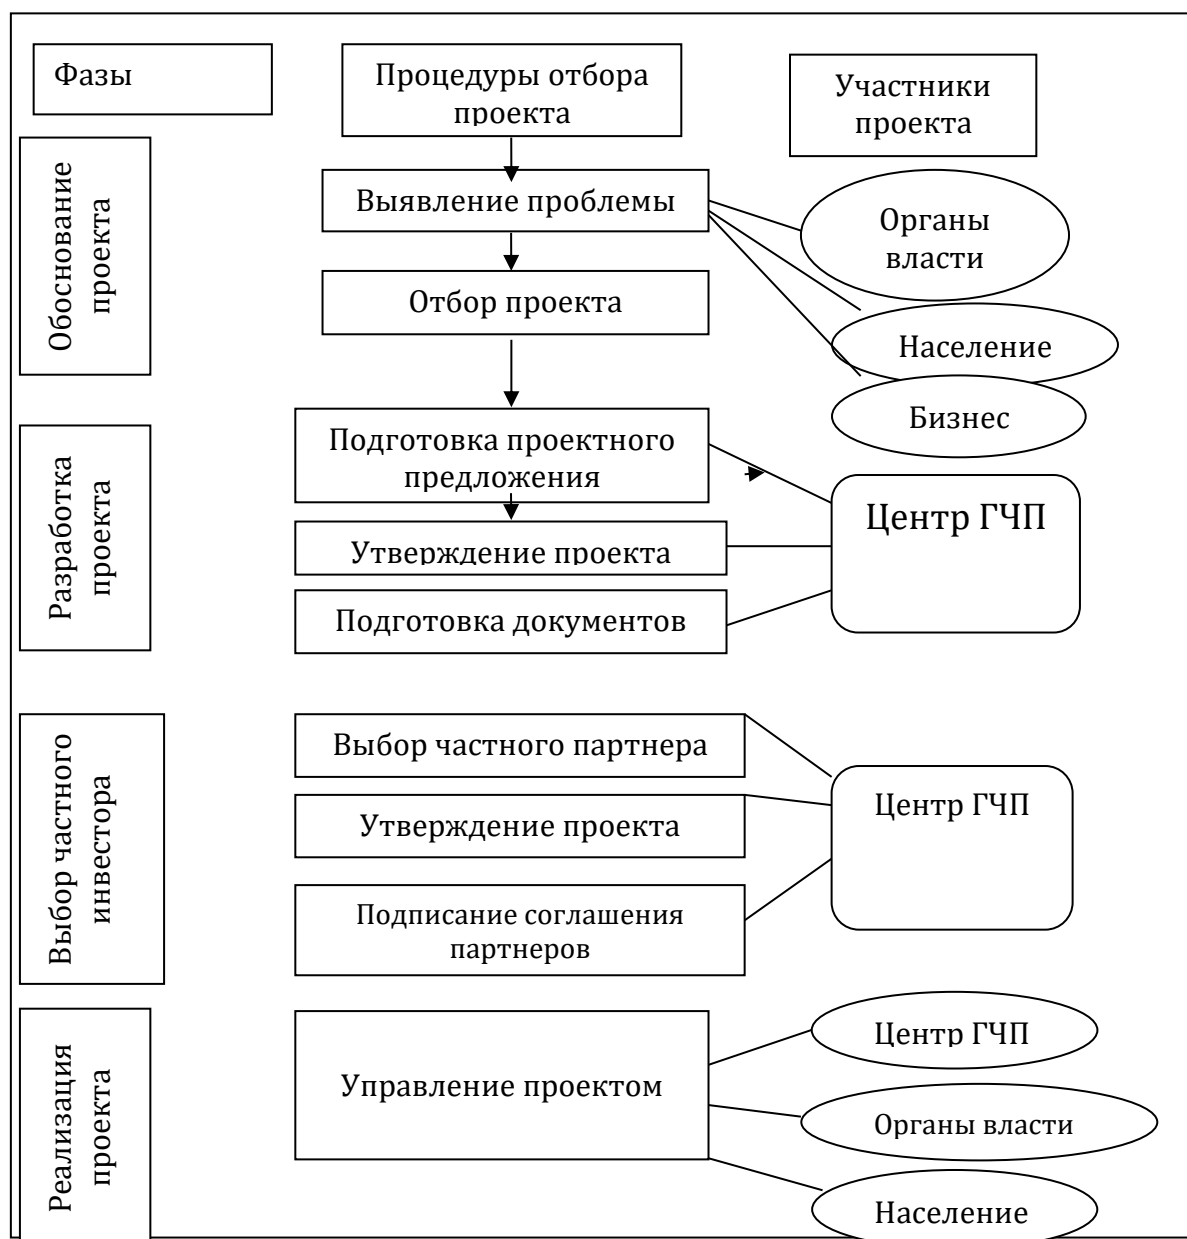 Фазы
Процедуры отбора
проекта
Участники
проекта
Обоснование
проекта
Выявление проблемы
Отбор проекта
Органы
власти
Население
Бизнес
Разработка
проекта
Подготовка проектного
предложения
Утверждение проекта
Подготовка документов
Центр ГЧП
Выбор частного
инвестора
Выбор частного партнера
Утверждение проекта
Подписание соглашения
партнеров
Центр ГЧП
Реализация
проекта
Управление проектом
Центр ГЧП
Органы власти
Население